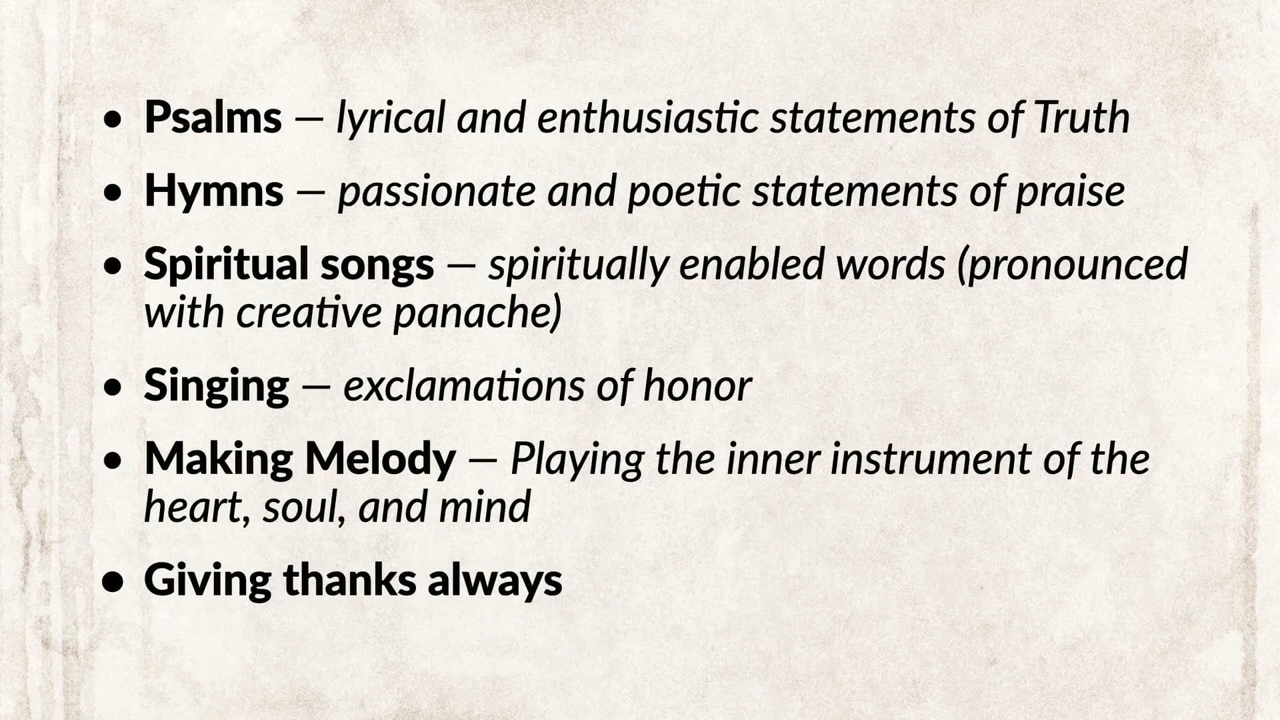 • Psalms — lyrical and enthusiastic statements of Truth
• Hymns — passionate and poetic statements of praise
• Spiritual songs — spiritually enabled words (pronounced
with creative panache)
• Singing — exclamations of honor
• Making Melody — Playing the inner instrument of the
heart, soul, and mind
• Giving thanks always